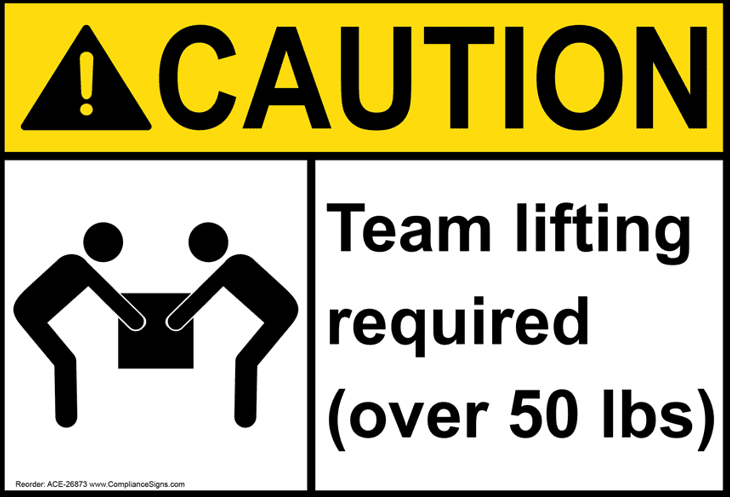 CAUTION
Team lifting
required
(over 50 lbs)
Reorder: ACE-26873 www.ComplianceSigns.com